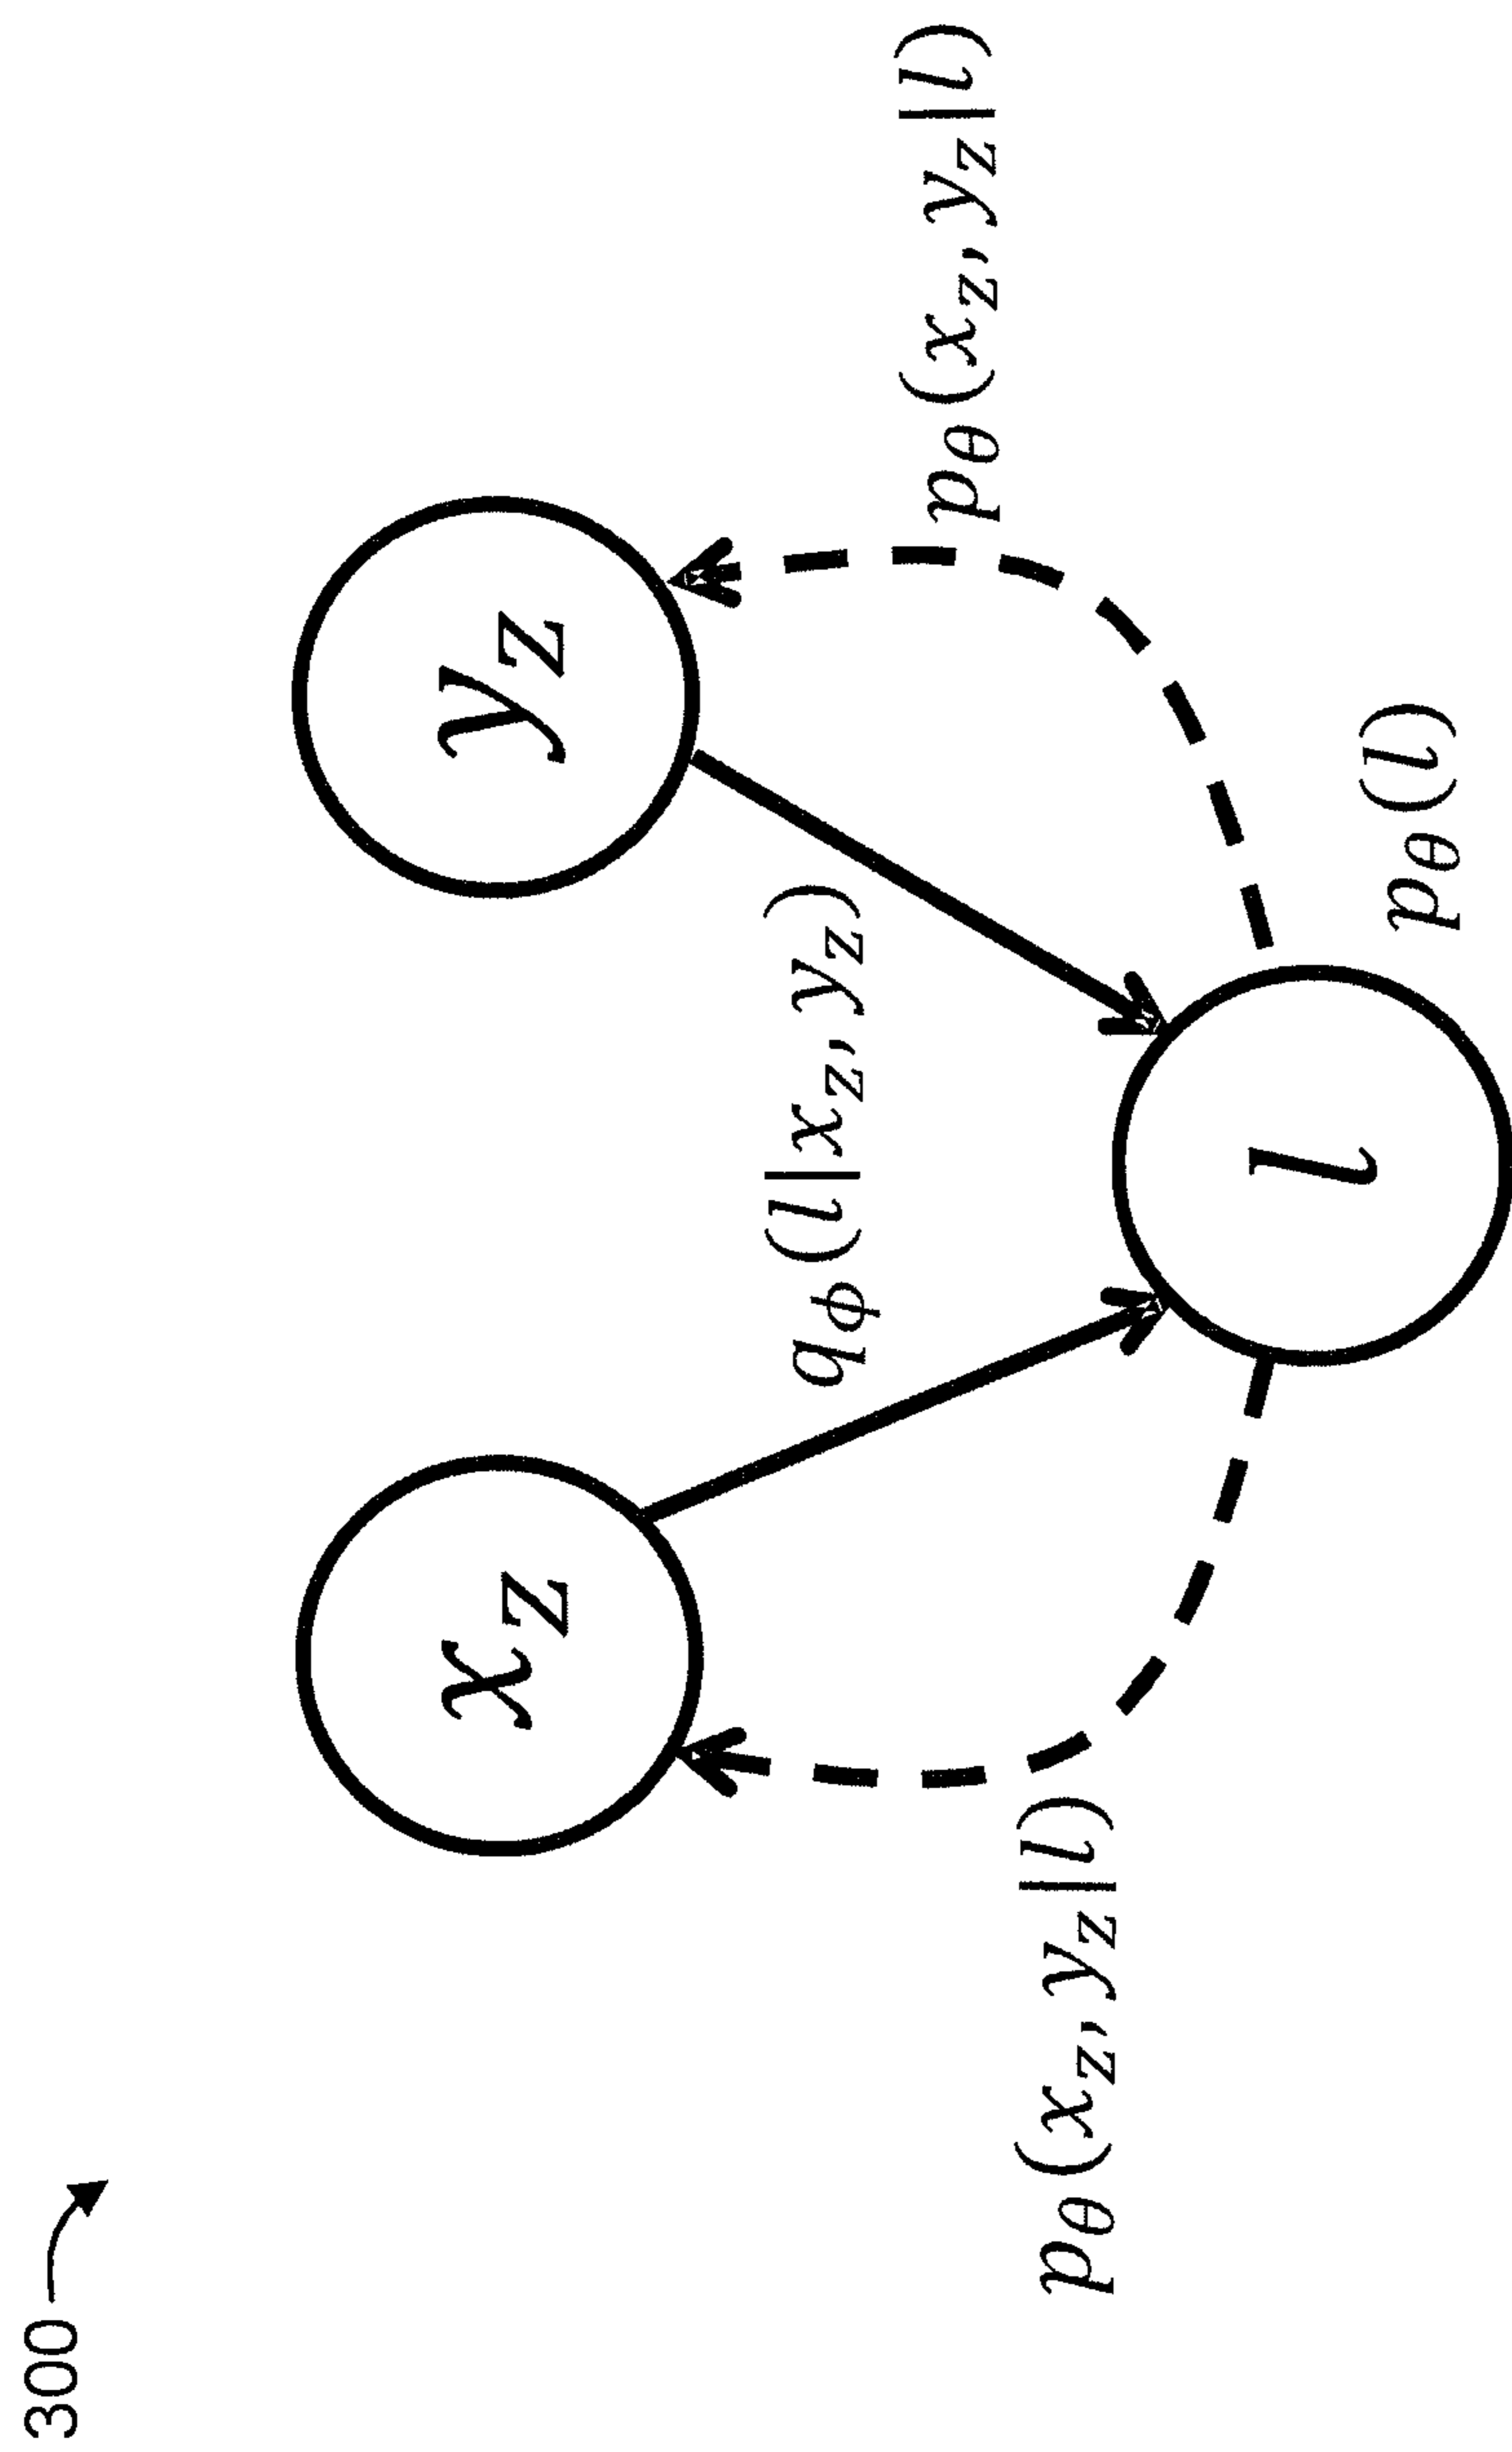 300
x_z
y_z
q_ϕ(l|x_z, y_z)
p_θ(x_z, y_z|l)
p_θ(x_z, y_z|l)
l
p_θ(l)